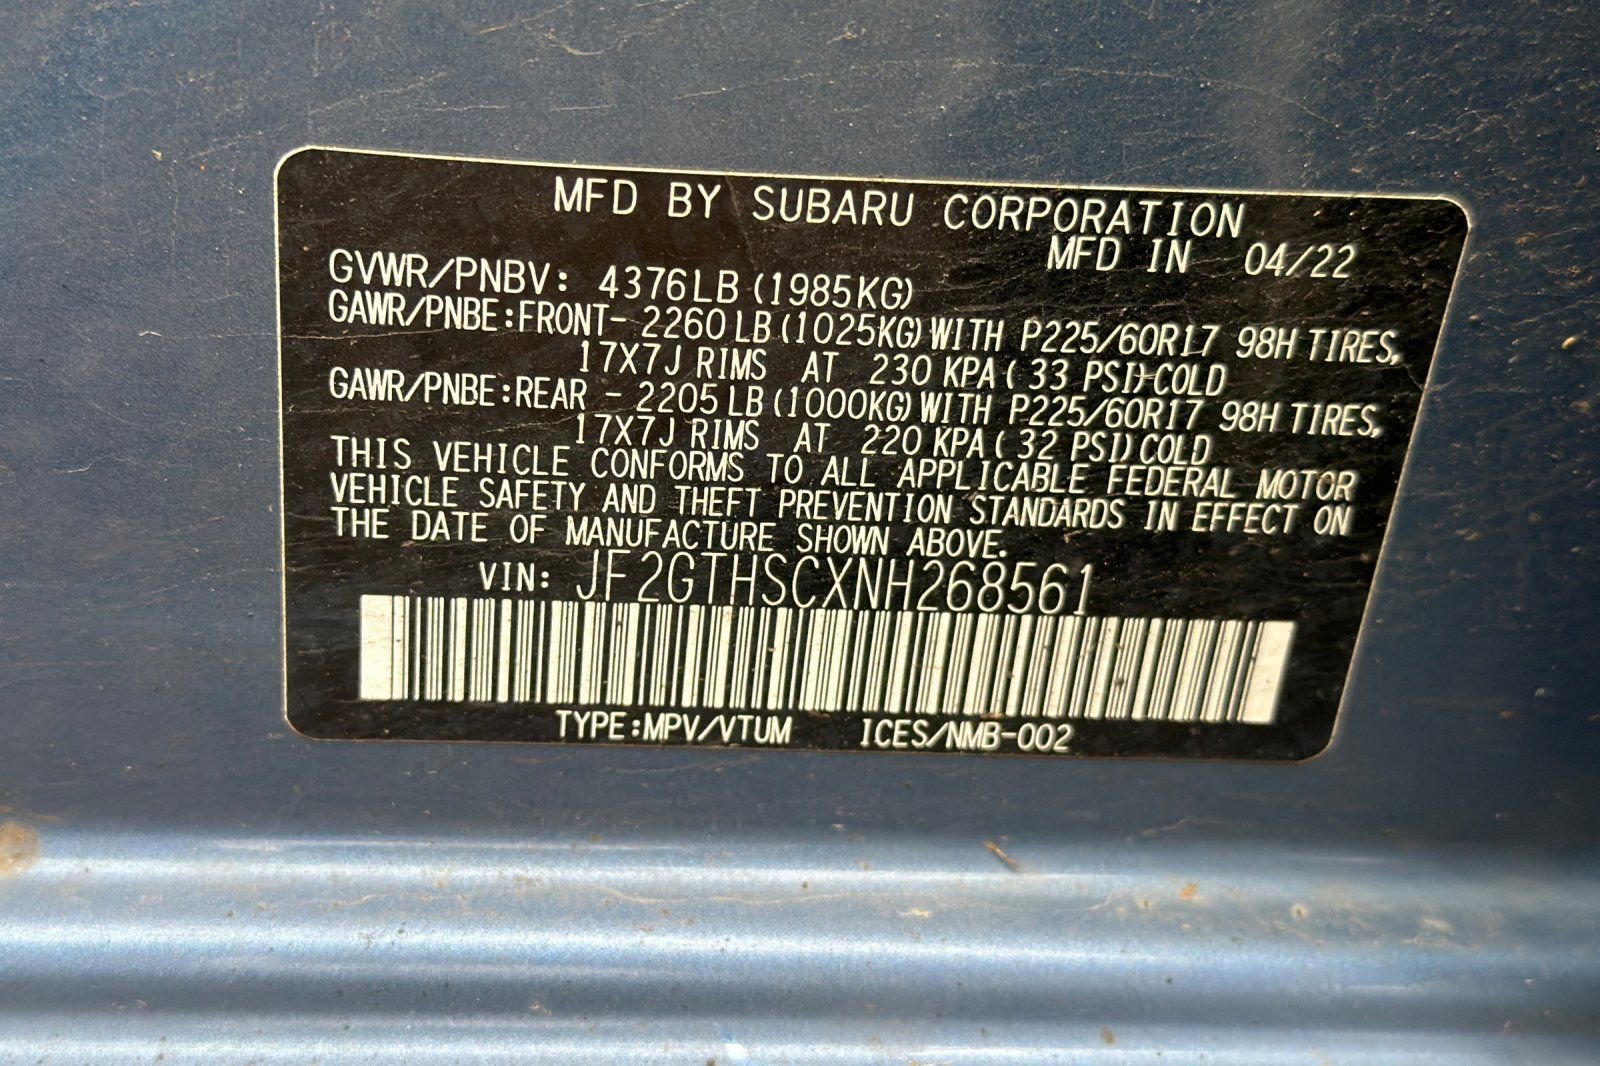 MFD BY SUBARU CORPORATION
MFD IN 04/22
GVWR/PNBV: 4376LB (1985KG)
GAWR/PNBE:FRONT- 2260 LB (1025KG) WITH P225/60R17 98H TIRES,
17X7J RIMS AT 230 KPA ( 33 PSI) COLD
GAWR/PNBE:REAR - 2205 LB (1000KG) WITH P225/60R17 98H TIRES,
17X7J RIMS AT 220 KPA ( 32 PSI) COLD
THIS VEHICLE CONFORMS TO ALL APPLICABLE FEDERAL MOTOR
VEHICLE SAFETY AND THEFT PREVENTION STANDARDS IN EFFECT ON
THE DATE OF MANUFACTURE SHOWN ABOVE.
VIN: JF2GTHSCXNH268561
TYPE:MPV/VTUM ICES/NMB-002